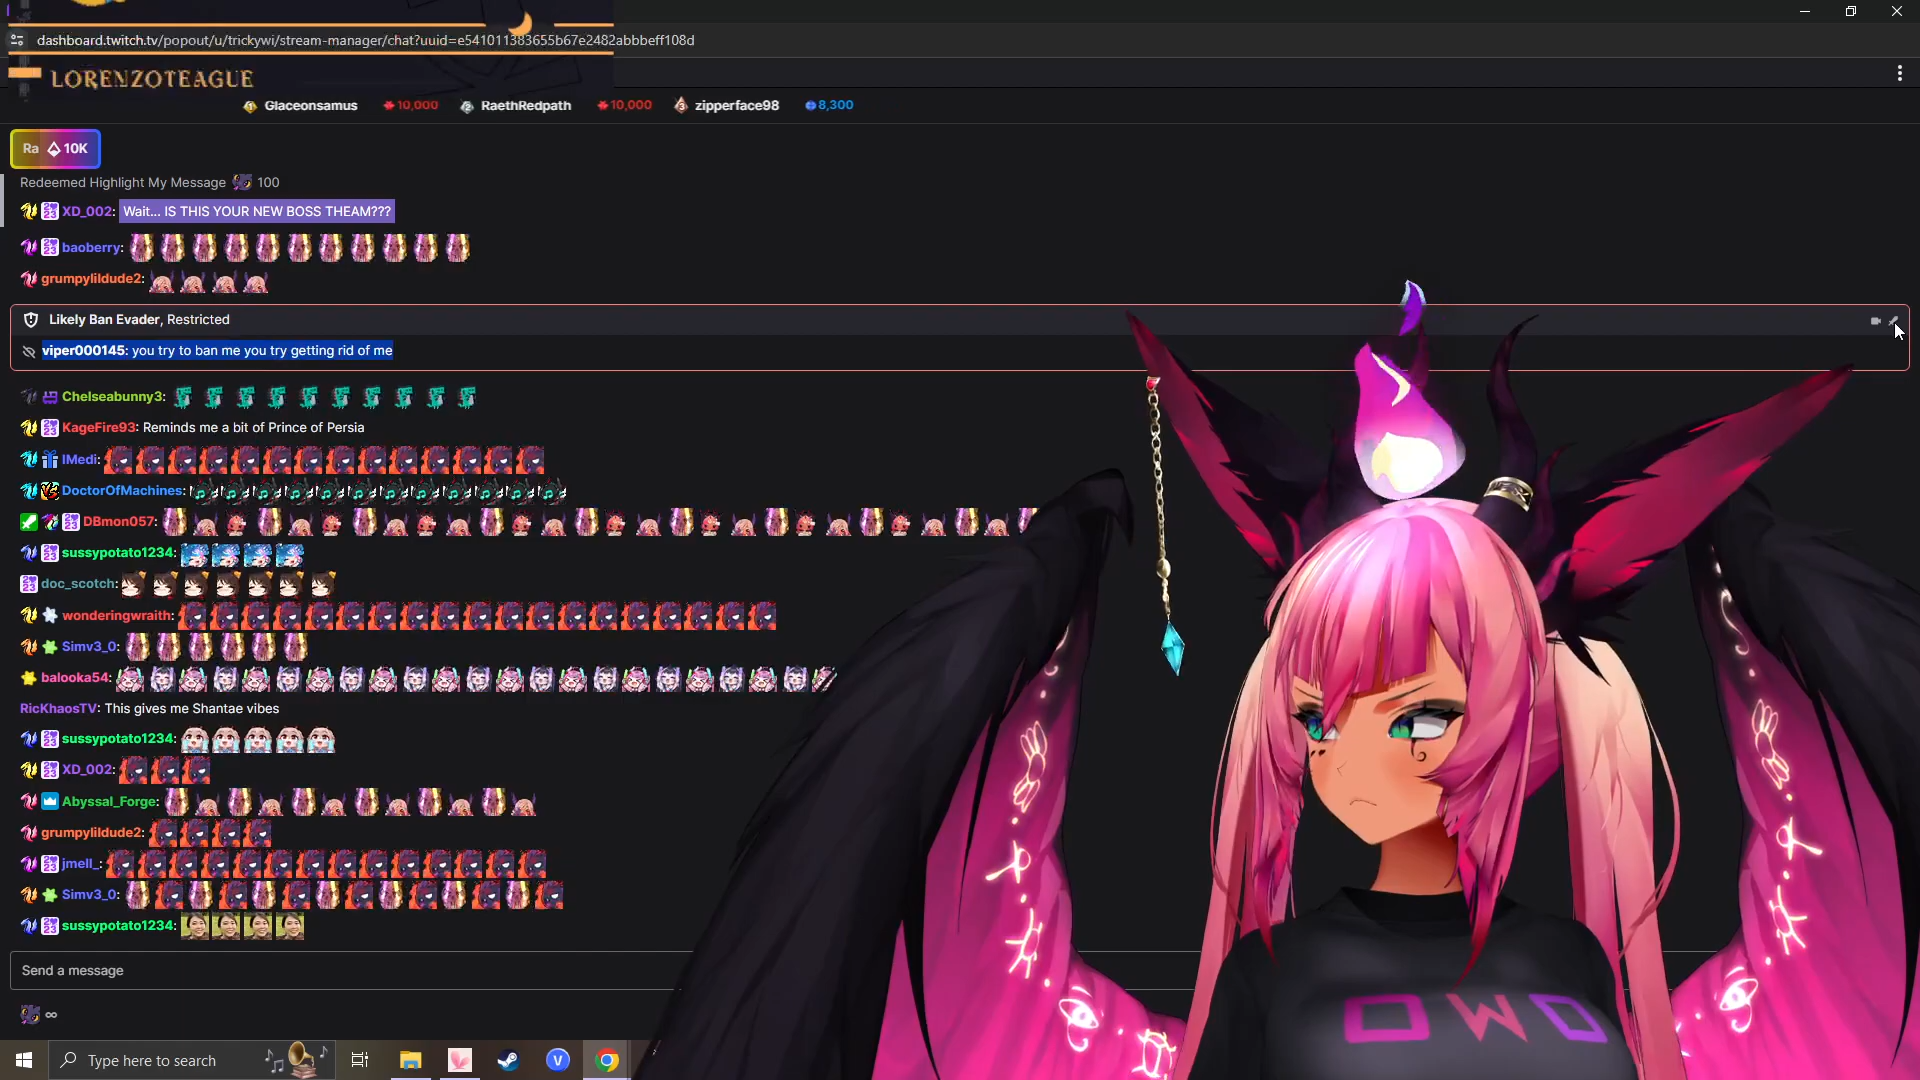 dashboard.twitch.tv/popout/u/trickywi/stream-manager/chat?uuid=e541011383655b67e2482abbbeff108d
LORENZOTEAGUE
Glaceonsamus 10,000 RaethRedpath 10,000 zipperface98 8,300
Ra 10K
Redeemed Highlight My Message 100
XD_002: Wait... IS THIS YOUR NEW BOSS THEAM???
baoberry:
grumpylildude2:
Likely Ban Evader, Restricted
viper000145: you try to ban me you try getting rid of me
Chelseabunny3:
KageFire93: Reminds me a bit of Prince of Persia
IMedi:
DoctorOfMachines:
DBmon057:
sussypotato1234:
doc_scotch:
wonderingwraith:
Simv3_0:
balooka54:
RicKhaosTV: This gives me Shantae vibes
sussypotato1234:
XD_002:
Abyssal_Forge:
grumpylildude2:
jmell_:
Simv3_0:
sussypotato1234:
Send a message
∞
OWO
Type here to search